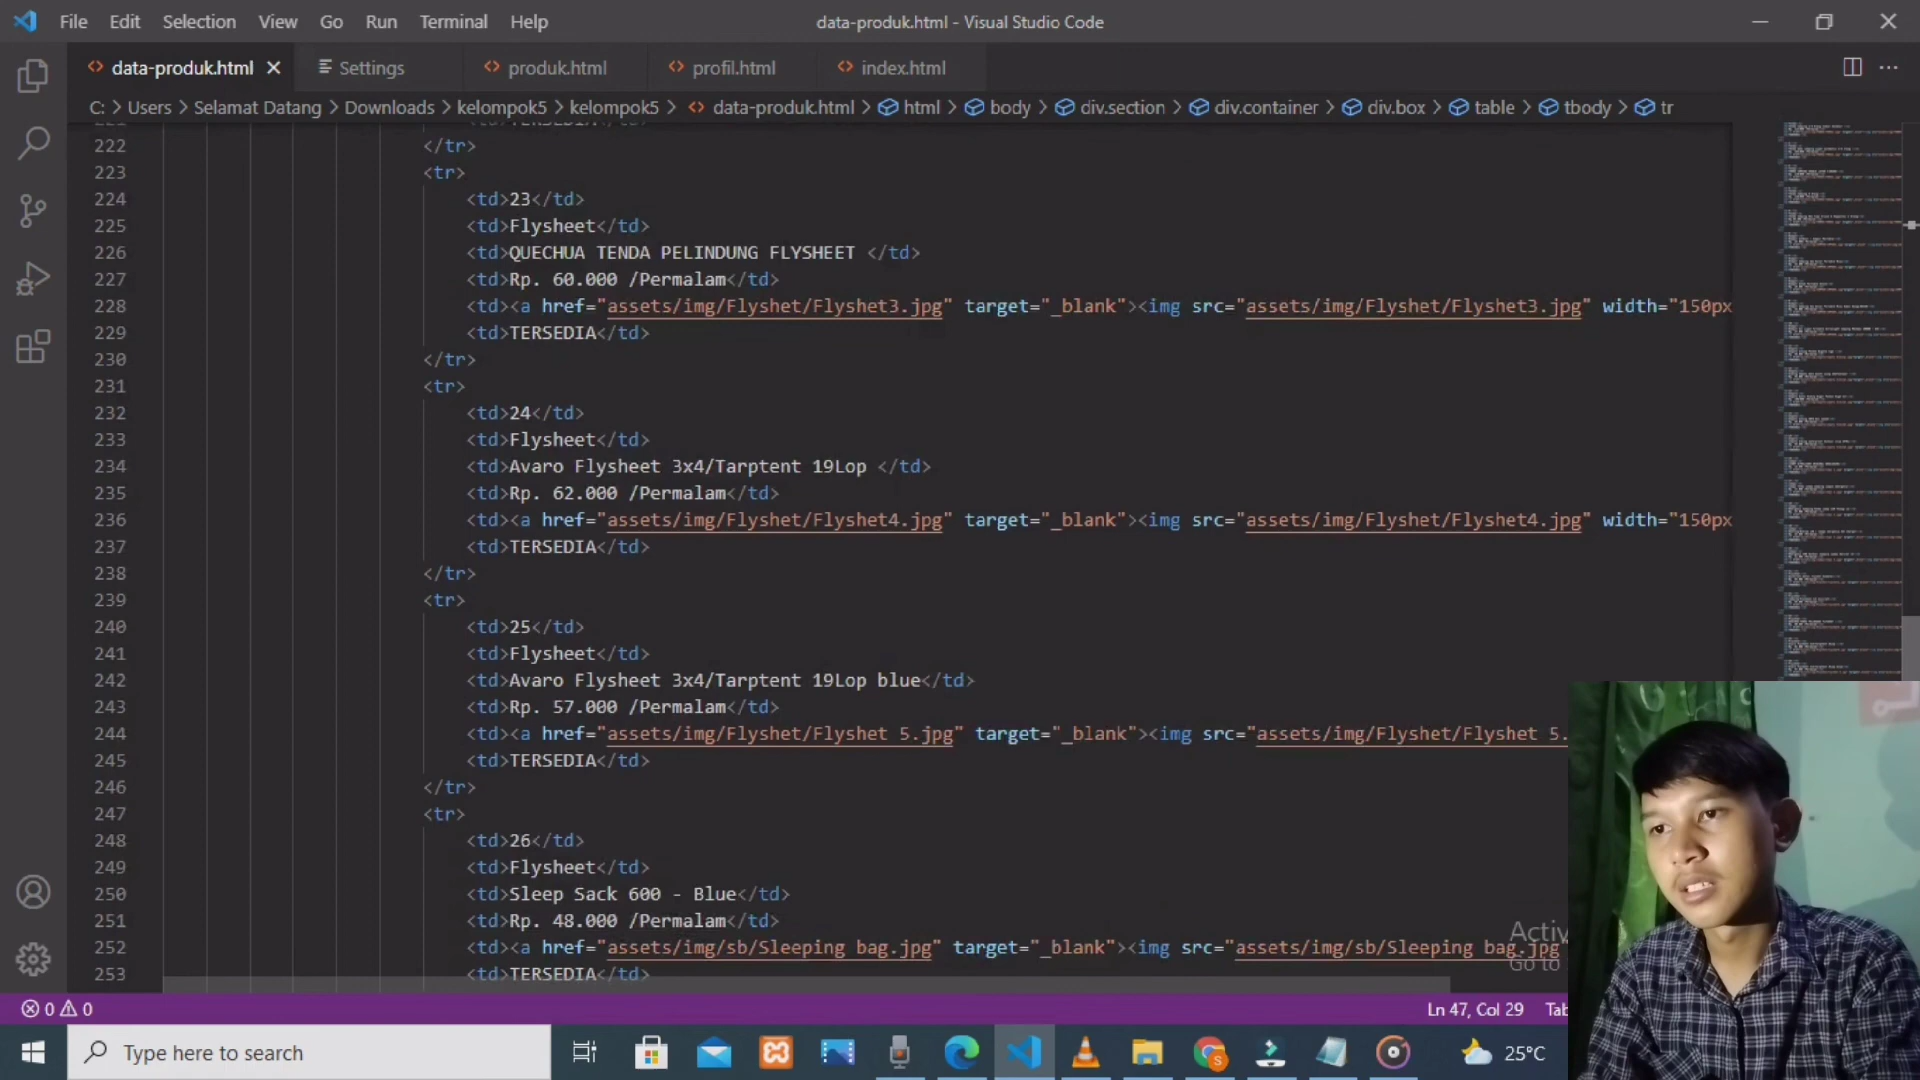 File Edit Selection View Go Run Terminal Help data-produk.html - Visual Studio Code
data-produk.html Settings produk.html profil.html index.html
C: > Users > Selamat Datang > Downloads > kelompok5 > kelompok5 > data-produk.html > html > body > div.section > div.container > div.box > table > tbody > tr
222 </tr>
223 <tr>
224 <td>23</td>
225 <td>Flysheet</td>
226 <td>QUECHUA TENDA PELINDUNG FLYSHEET </td>
227 <td>Rp. 60.000 /Permalam</td>
228 <td><a href="assets/img/Flyshet/Flyshet3.jpg" target="_blank"><img src="assets/img/Flyshet/Flyshet3.jpg" width="150px
229 <td>TERSEDIA</td>
230 </tr>
231 <tr>
232 <td>24</td>
233 <td>Flysheet</td>
234 <td>Avaro Flysheet 3x4/Tarptent 19Lop </td>
235 <td>Rp. 62.000 /Permalam</td>
236 <td><a href="assets/img/Flyshet/Flyshet4.jpg" target="_blank"><img src="assets/img/Flyshet/Flyshet4.jpg" width="150px
237 <td>TERSEDIA</td>
238 </tr>
239 <tr>
240 <td>25</td>
241 <td>Flysheet</td>
242 <td>Avaro Flysheet 3x4/Tarptent 19Lop blue</td>
243 <td>Rp. 57.000 /Permalam</td>
244 <td><a href="assets/img/Flyshet/Flyshet 5.jpg" target="_blank"><img src="assets/img/Flyshet/Flyshet 5.
245 <td>TERSEDIA</td>
246 </tr>
247 <tr>
248 <td>26</td>
249 <td>Flysheet</td>
250 <td>Sleep Sack 600 - Blue</td>
251 <td>Rp. 48.000 /Permalam</td>
252 <td><a href="assets/img/sb/Sleeping bag.jpg" target="_blank"><img src="assets/img/sb/Sleeping bag.jpg
253 <td>TERSEDIA</td>
Activ
Go to
0 0 Ln 47, Col 29 Tab
Type here to search 25°C